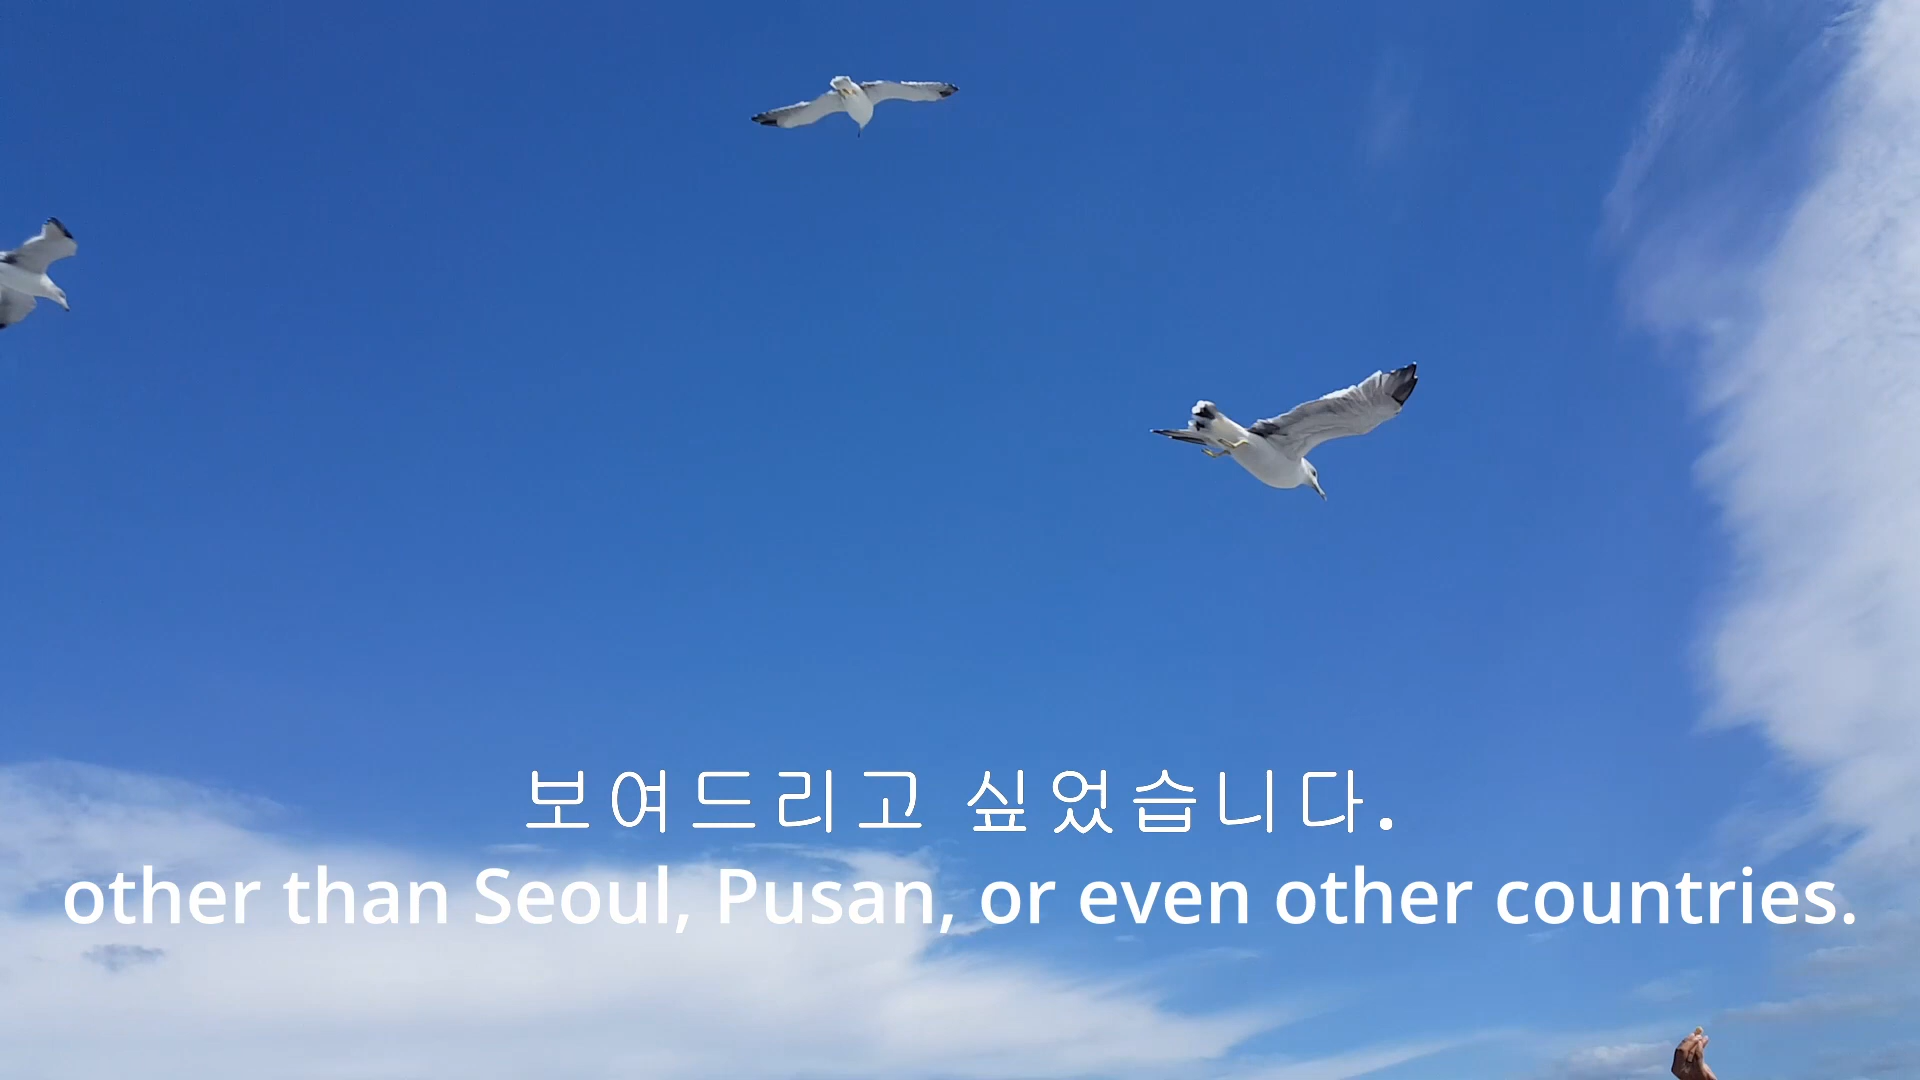 보여드리고 싶었습니다.
other than Seoul, Pusan, or even other countries.